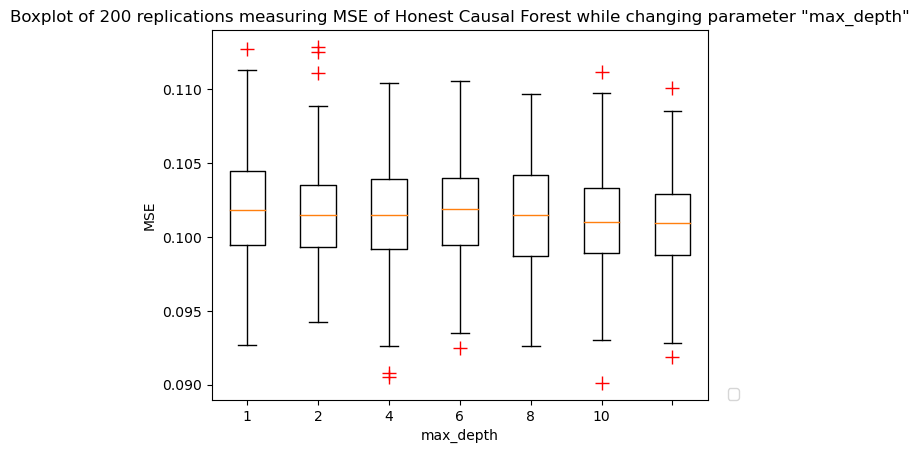 Boxplot of 200 replications measuring MSE of Honest Causal Forest while changing parameter "max_depth"
0.110
0.105
0.100
0.095
0.090
MSE
1 2 4 6 8 10
max_depth